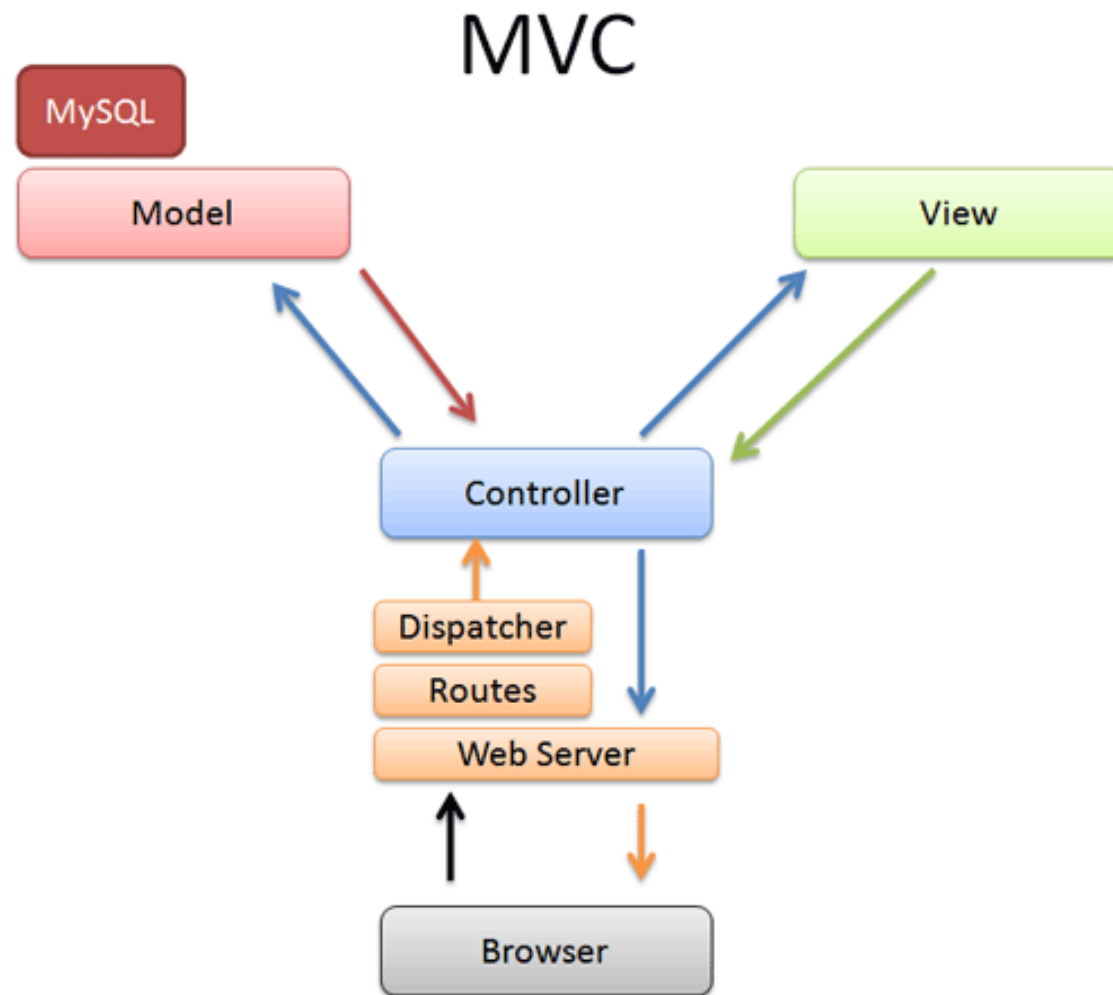 MVC
MySQL
Model
View
Controller
Dispatcher
Routes
Web Server
Browser